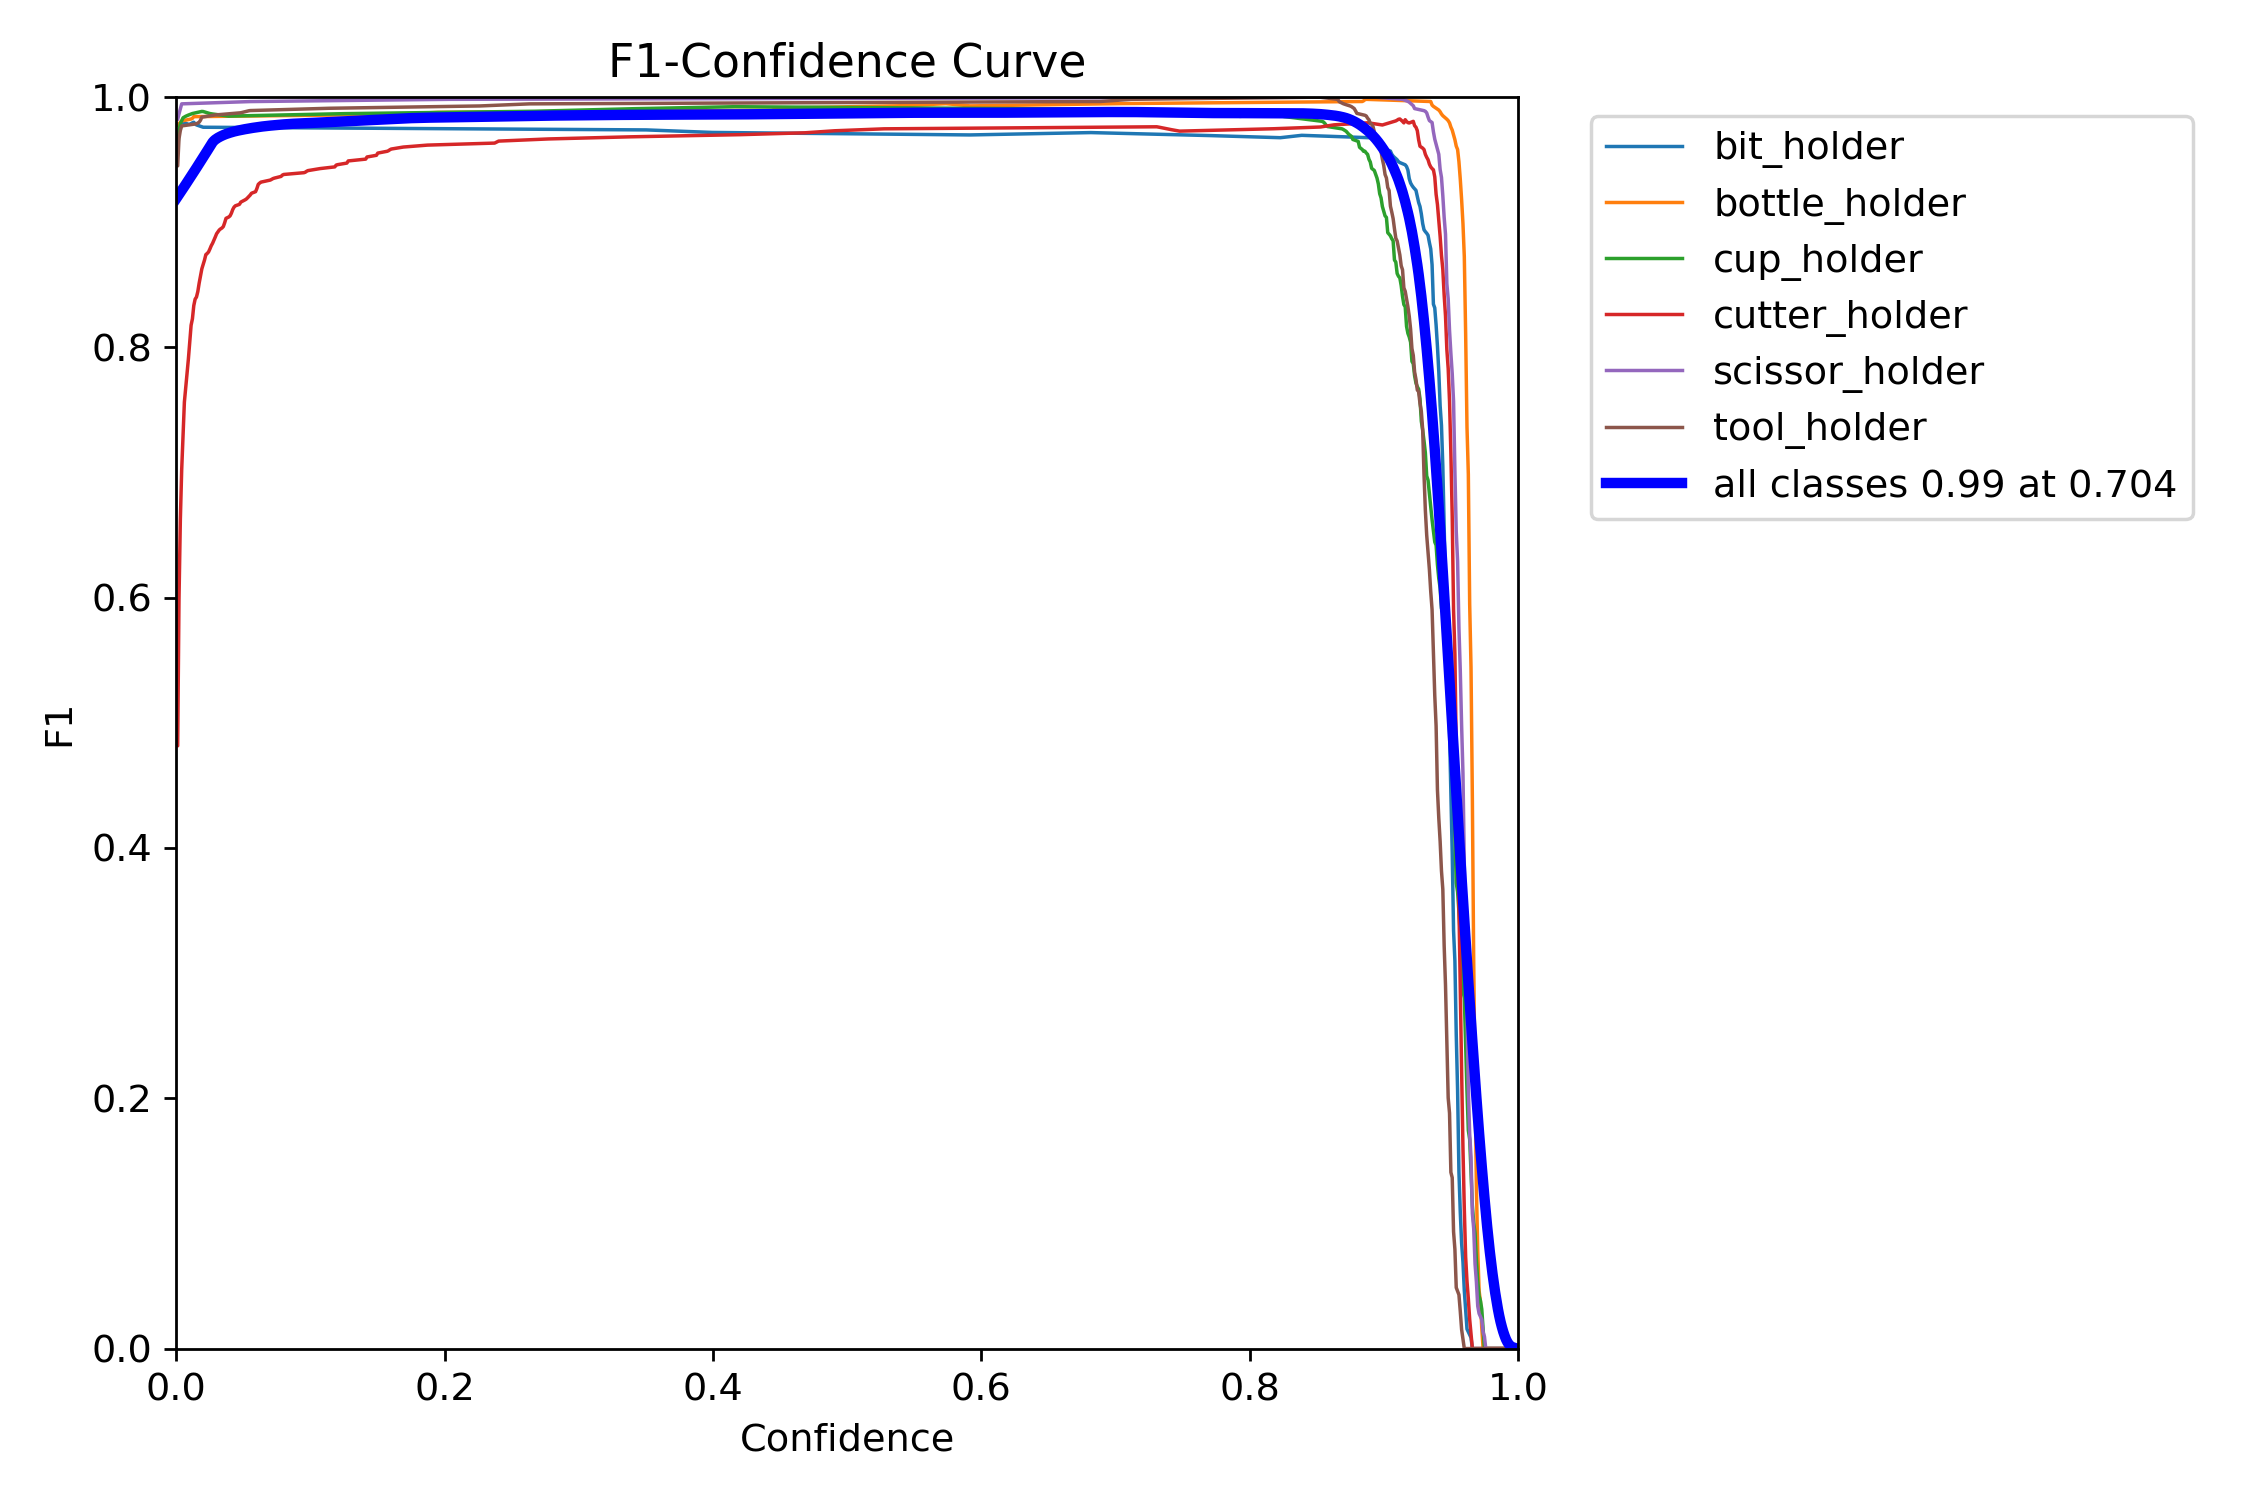 F1-Confidence Curve
1.0
0.8
0.6
0.4
0.2
0.0
F1
0.0 0.2 0.4 0.6 0.8 1.0
Confidence
bit_holder
bottle_holder
cup_holder
cutter_holder
scissor_holder
tool_holder
all classes 0.99 at 0.704